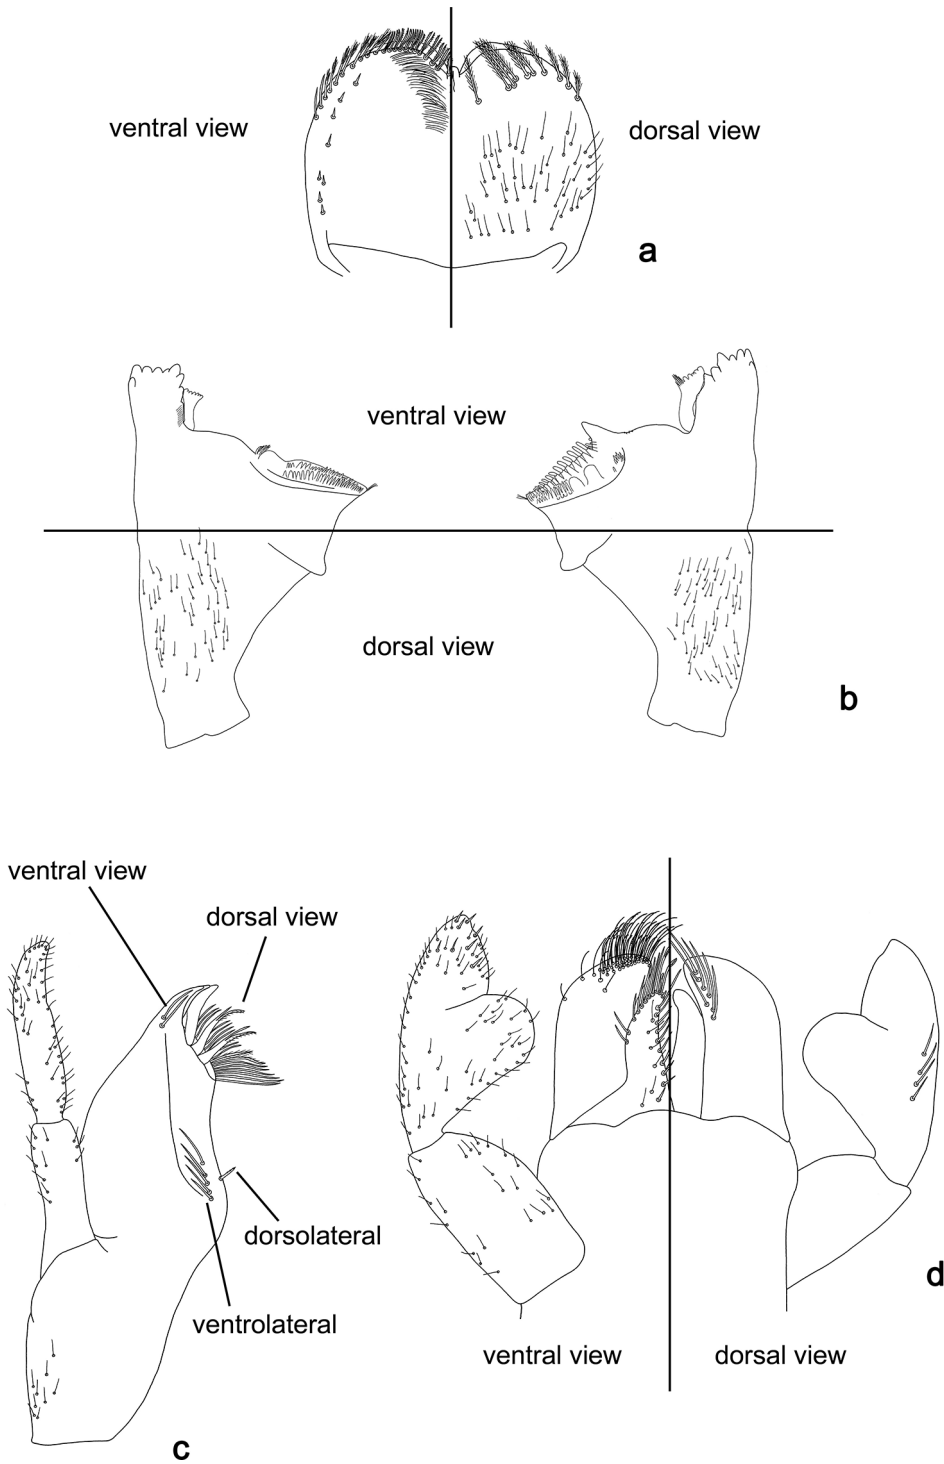 ventral view
dorsal view
a
ventral view
dorsal view
b
ventral view
dorsal view
dorsolateral
ventrolateral
c
d
ventral view
dorsal view